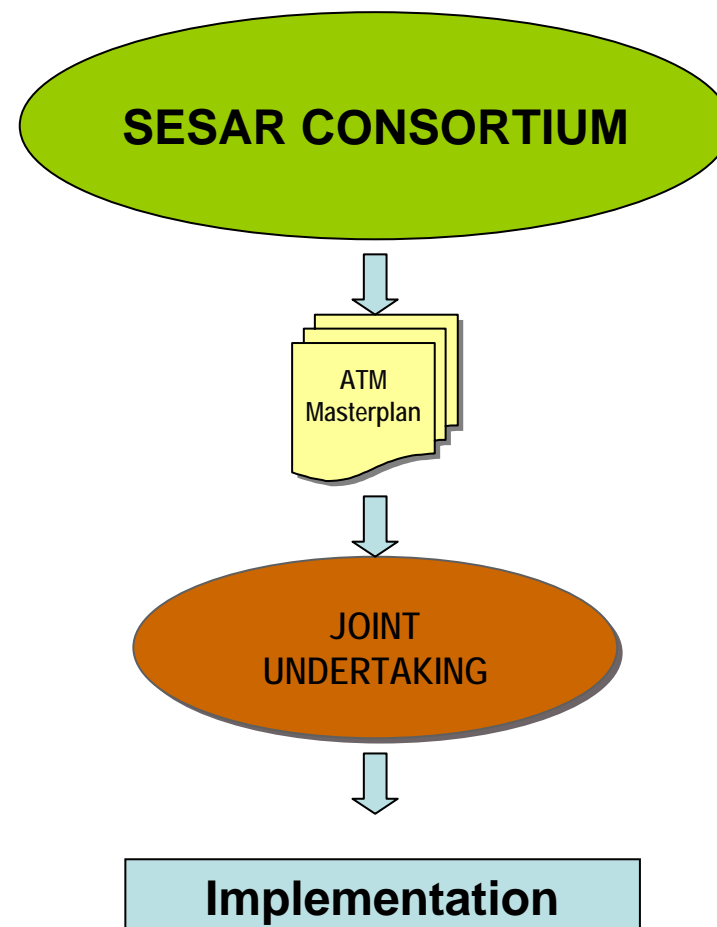 SESAR CONSORTIUM
ATM
Masterplan
JOINT
UNDERTAKING
Implementation